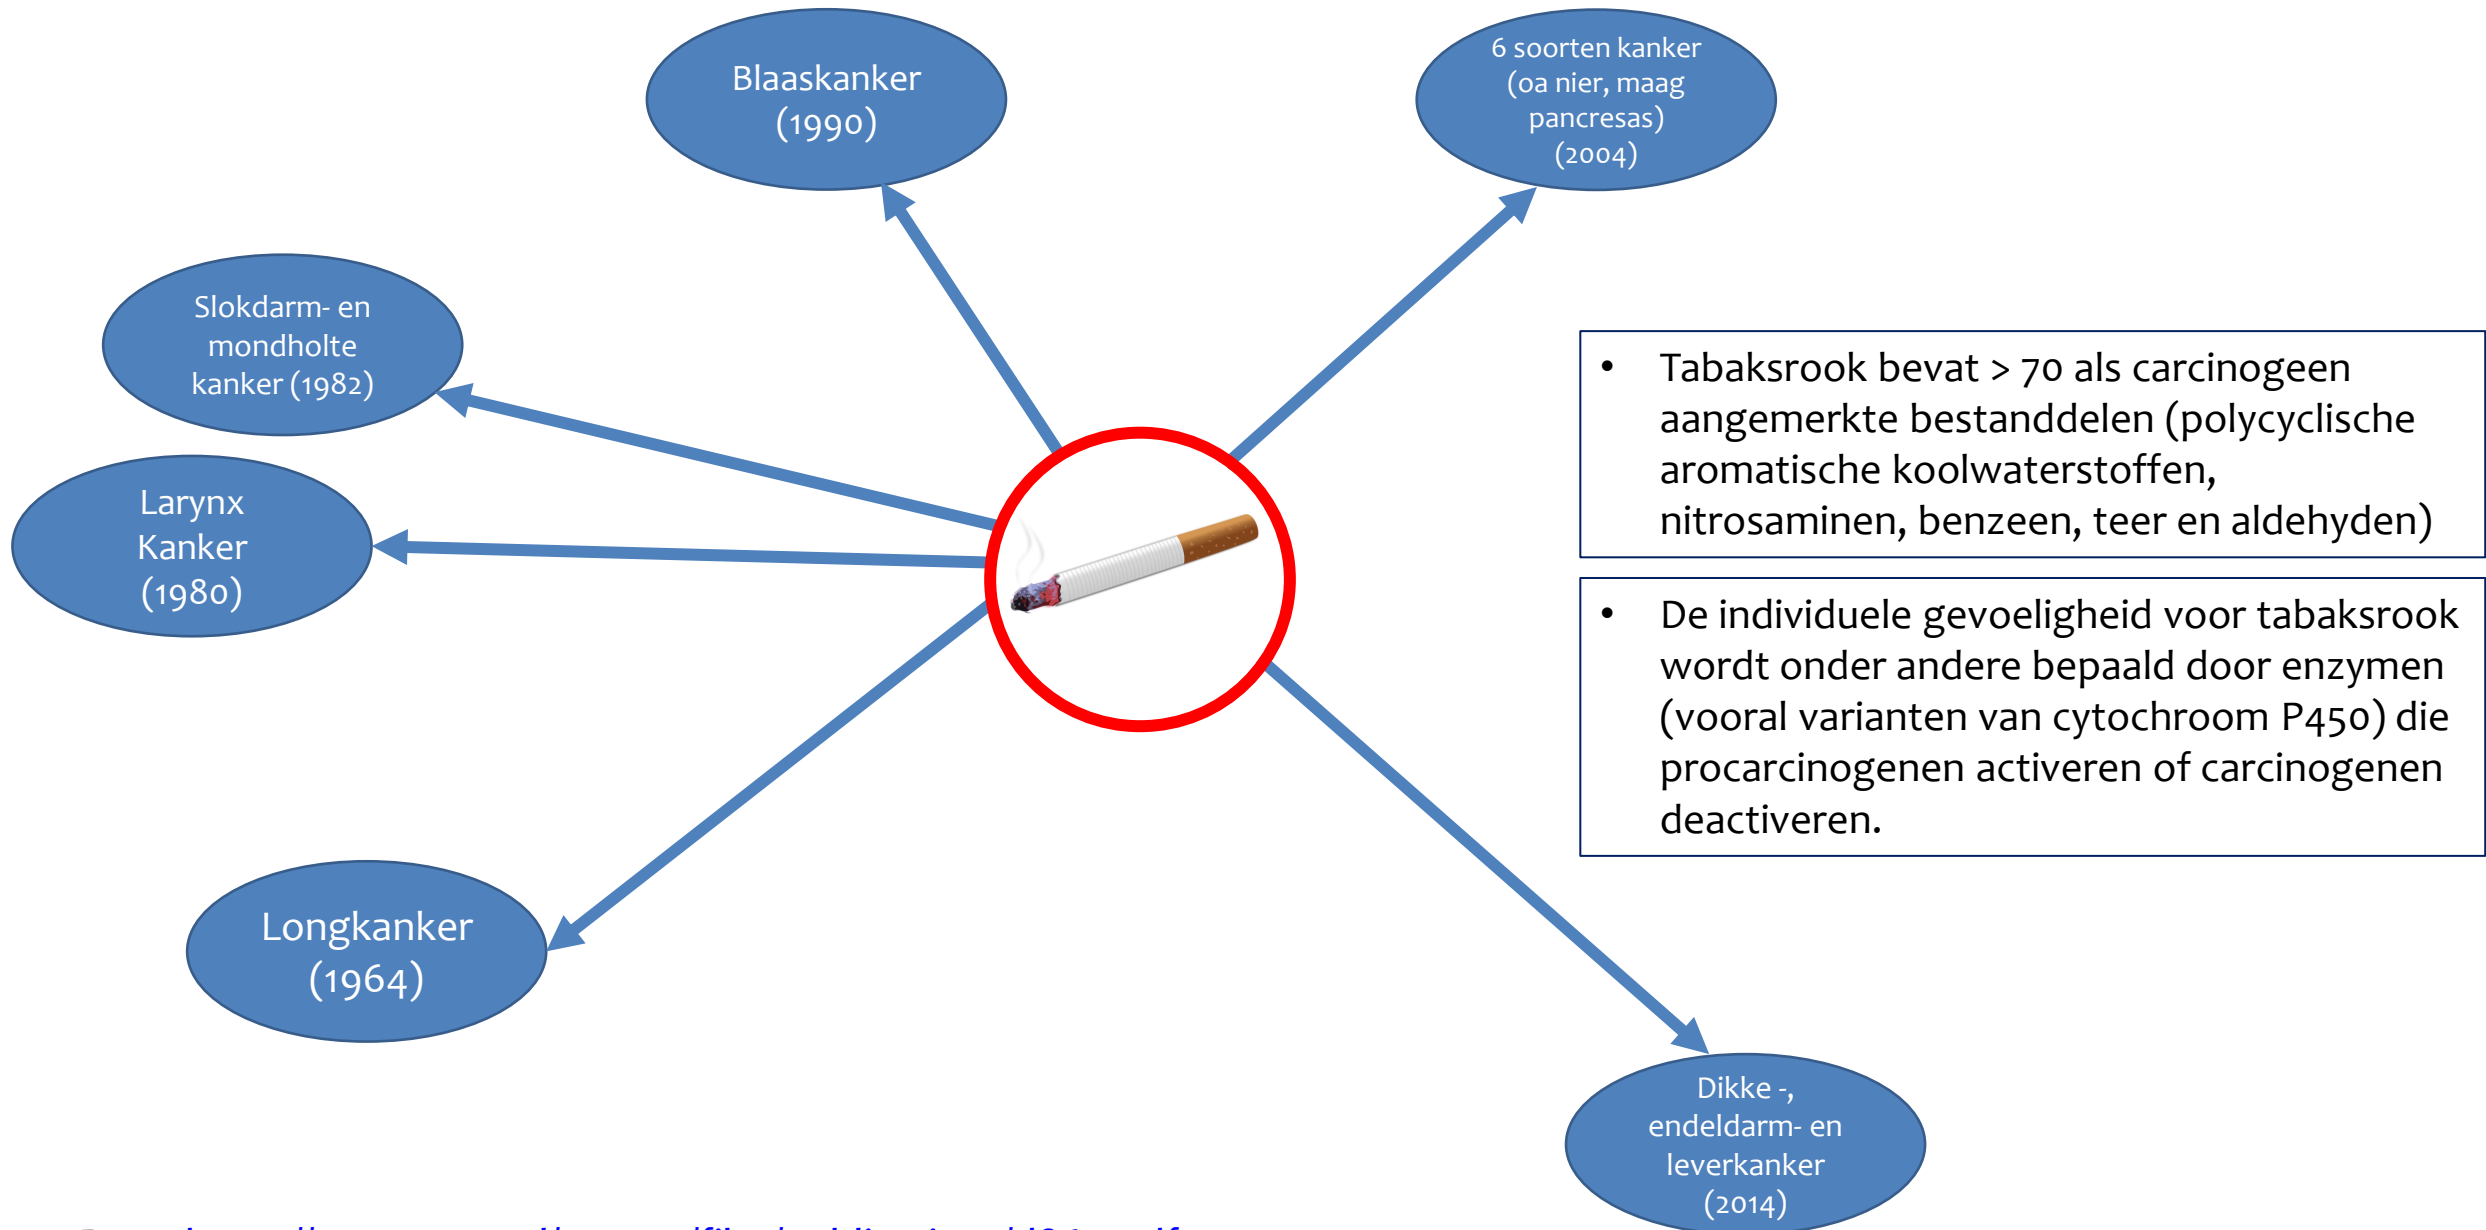 Blaaskanker
(1990)
6 soorten kanker
(oa nier, maag
pancresas)
(2004)
Slokdarm- en
mondholte
kanker (1982)
Larynx
Kanker
(1980)
Longkanker
(1964)
• Tabaksrook bevat > 70 als carcinogeen
aangemerkte bestanddelen (polycyclische
aromatische koolwaterstoffen,
nitrosaminen, benzeen, teer en aldehyden)
• De individuele gevoeligheid voor tabaksrook
wordt onder andere bepaald door enzymen
(vooral varianten van cytochroom P450) die
procarcinogenen activeren of carcinogenen
deactiveren.
Dikke -,
endeldarm- en
leverkanker
(2014)